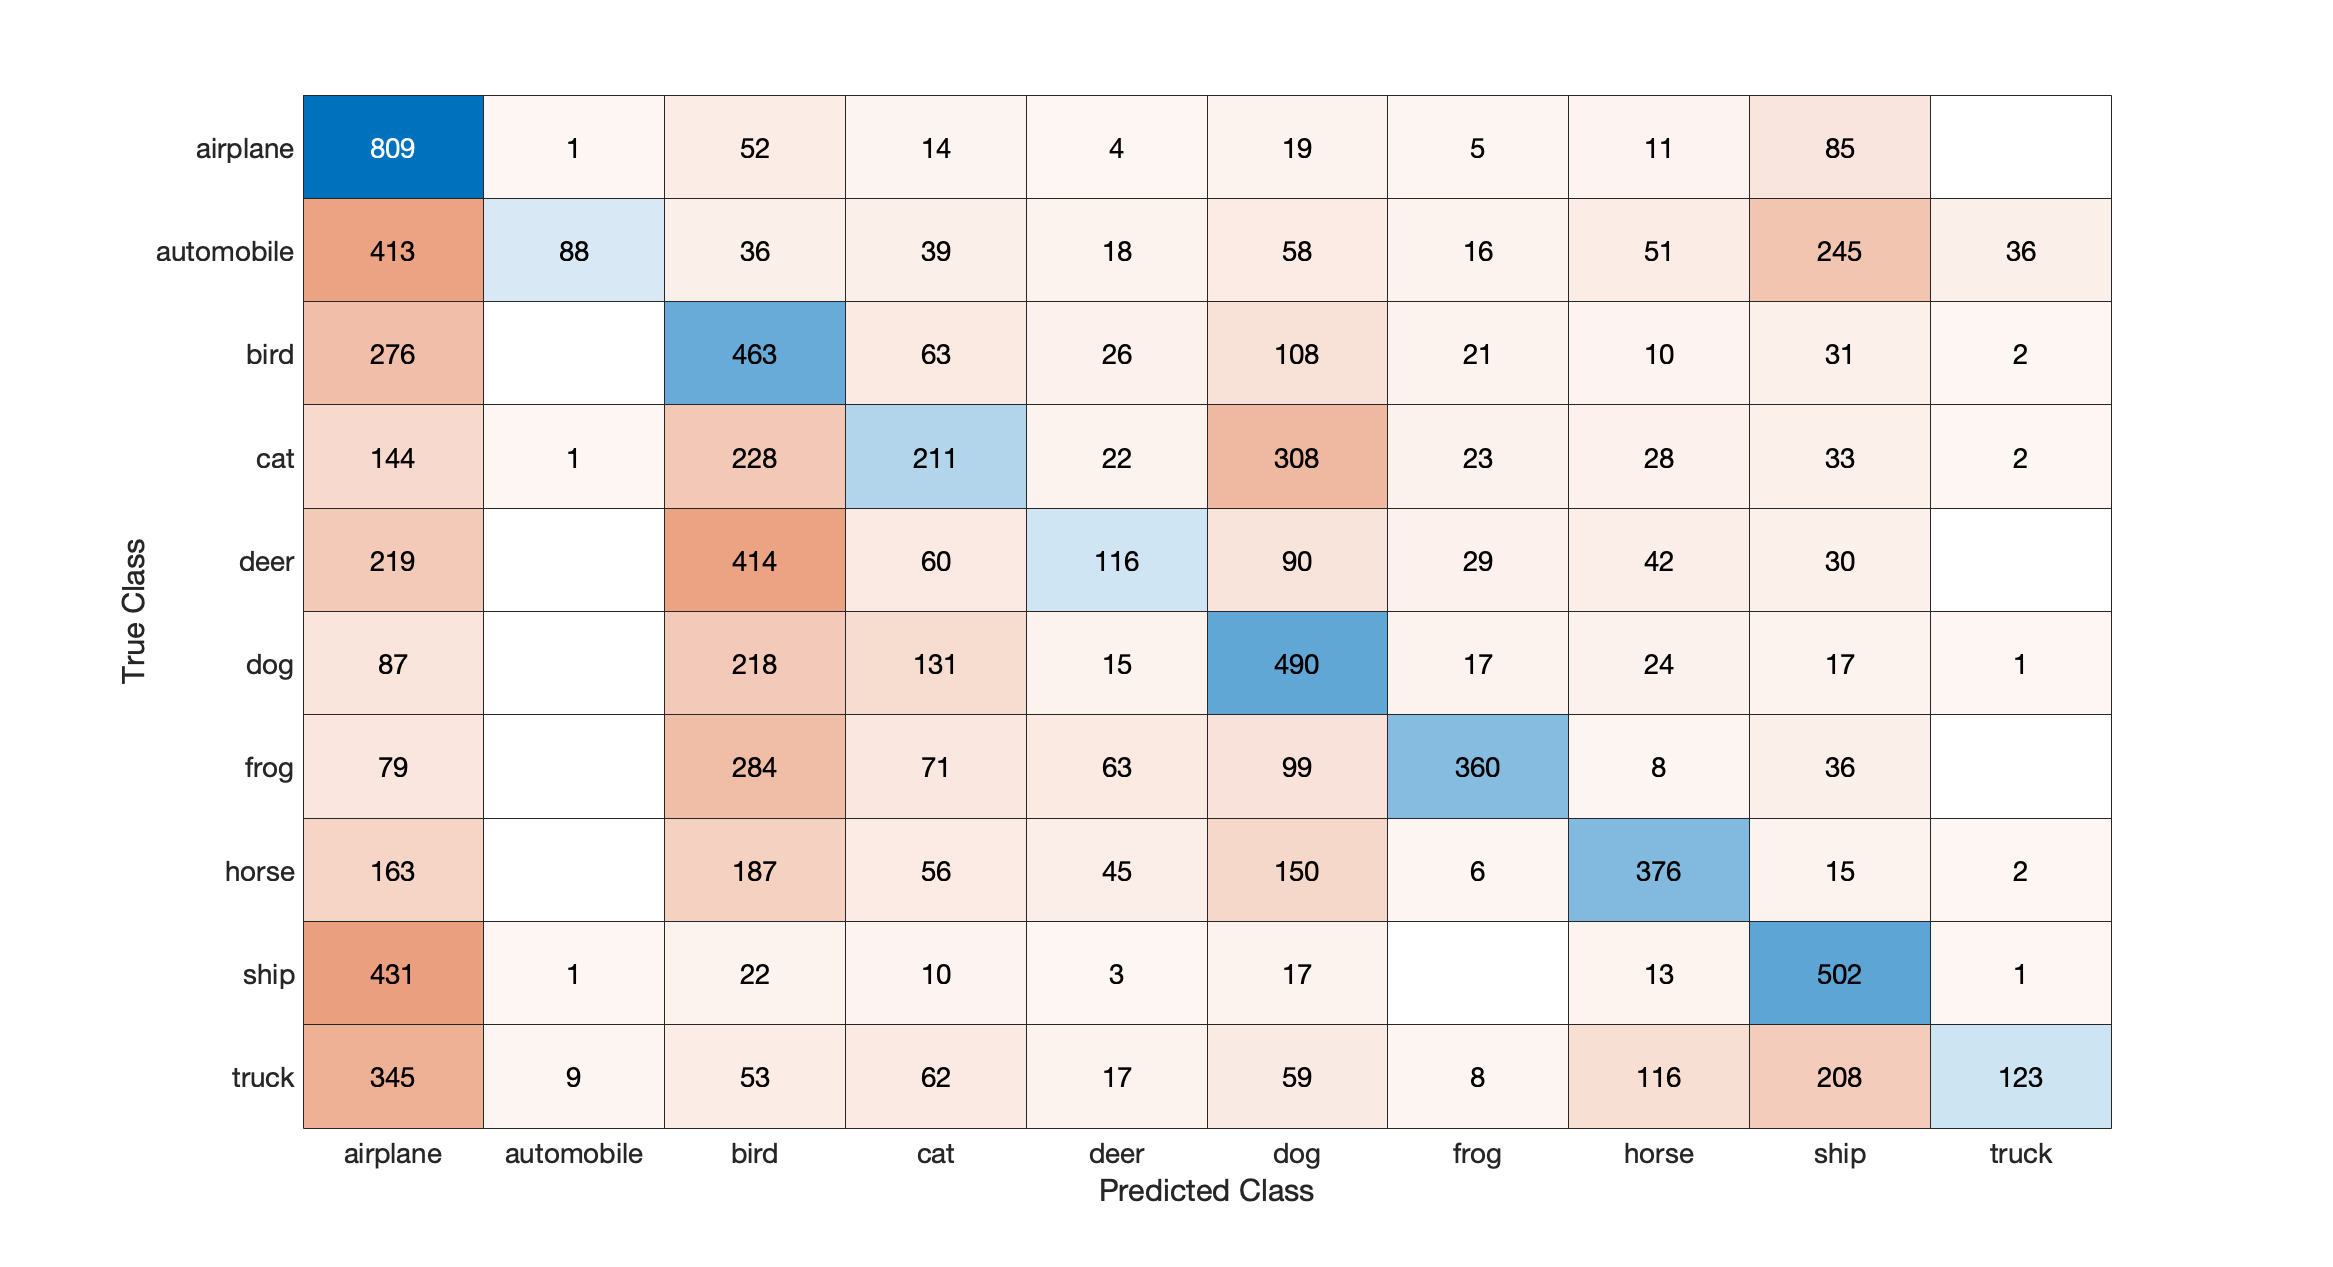 airplane 809 1 52 14 4 19 5 11 85
automobile 413 88 36 39 18 58 16 51 245 36
bird 276 463 63 26 108 21 10 31 2
cat 144 1 228 211 22 308 23 28 33 2
deer 219 414 60 116 90 29 42 30
dog 87 218 131 15 490 17 24 17 1
frog 79 284 71 63 99 360 8 36
horse 163 187 56 45 150 6 376 15 2
ship 431 1 22 10 3 17 13 502 1
truck 345 9 53 62 17 59 8 116 208 123
True Class
airplane automobile bird cat deer dog frog horse ship truck
Predicted Class